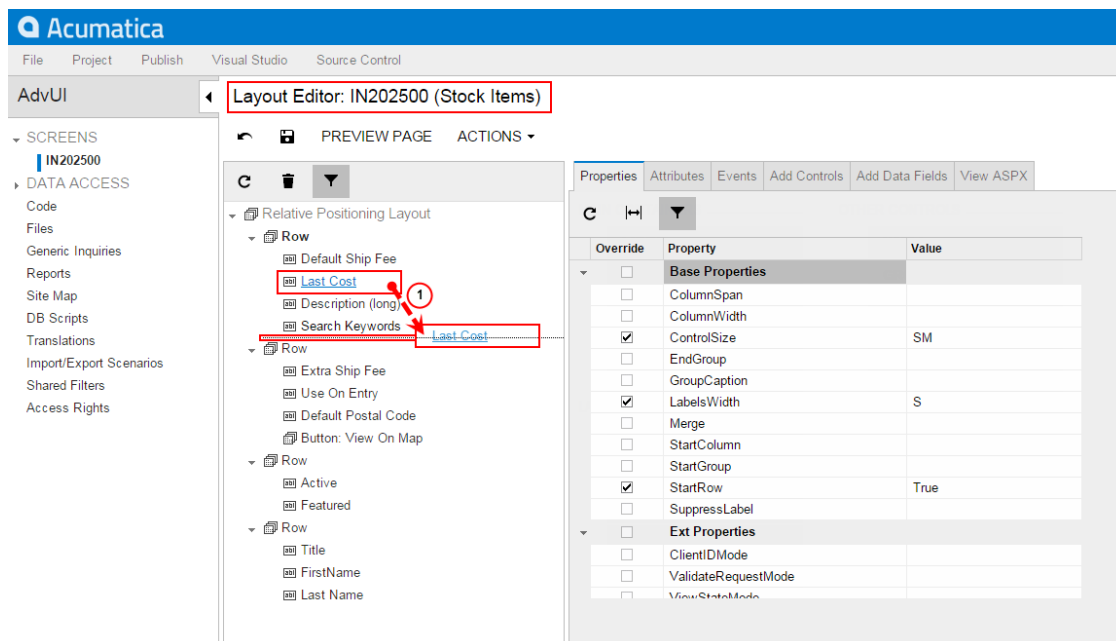 Acumatica
File Project Publish Visual Studio Source Control
AdvUI
Layout Editor: IN202500 (Stock Items)
PREVIEW PAGE ACTIONS
SCREENS
IN202500
DATA ACCESS
Code
Files
Generic Inquiries
Reports
Site Map
DB Scripts
Translations
Import/Export Scenarios
Shared Filters
Access Rights
Relative Positioning Layout
Row
Default Ship Fee
Last Cost
1
Description (long)
Search Keywords
Last Cost
Row
Extra Ship Fee
Use On Entry
Default Postal Code
Button: View On Map
Row
Active
Featured
Row
Title
FirstName
Last Name
Properties Attributes Events Add Controls Add Data Fields View ASPX
Override Property Value
Base Properties
ColumnSpan
ColumnWidth
ControlSize SM
EndGroup
GroupCaption
LabelsWidth S
Merge
StartColumn
StartGroup
StartRow True
SuppressLabel
Ext Properties
ClientIDMode
ValidateRequestMode
ViewStateMode